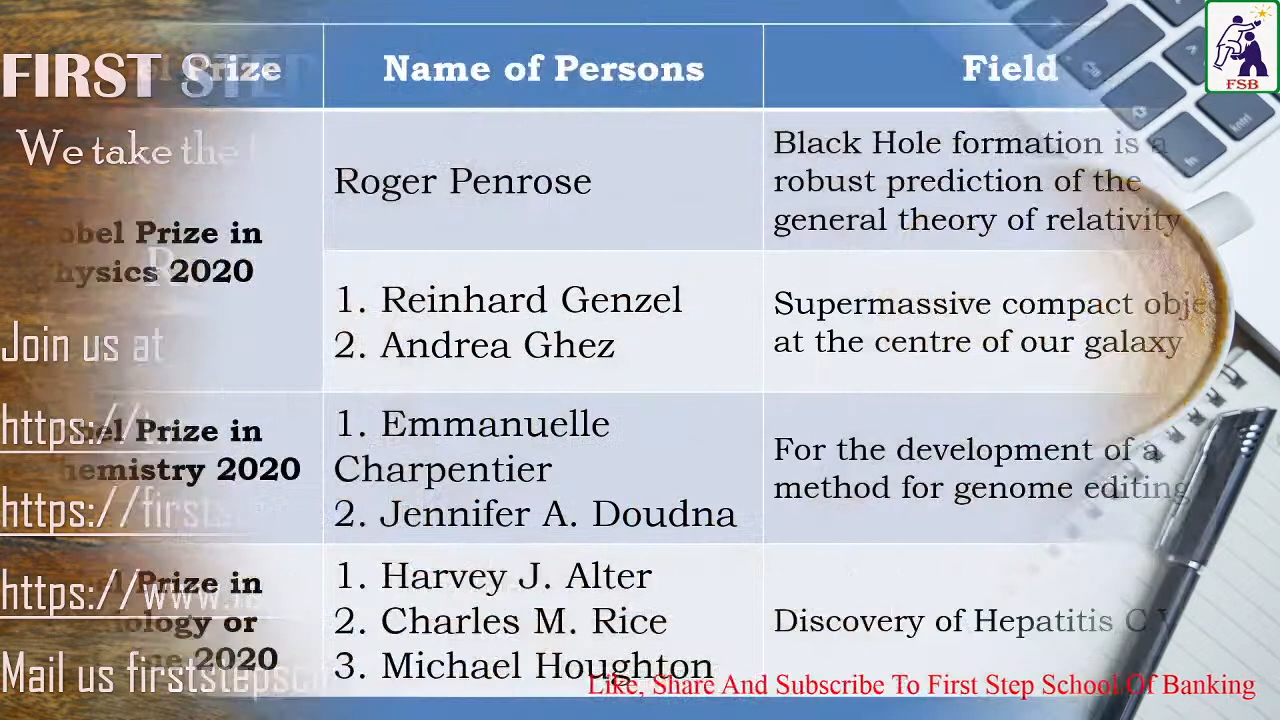 FIRST
Prize
Name of Persons
Field
FSB
We take the
Prize in
2020
Roger Penrose
Black Hole formation is a
robust prediction of the
general theory of relativity
1. Reinhard Genzel
2. Andrea Ghez
Supermassive compact
at the centre of our galaxy
Join us at
https://
Prize in
2020
1. Emmanuelle
Charpentier
2. Jennifer A. Doudna
For the development of a
method for genome editing
https://
https://www.
Prize in
or
2020
1. Harvey J. Alter
2. Charles M. Rice
3. Michael Houghton
Discovery of Hepatitis C
Mail us
Like, Share And Subscribe To First Step School Of Banking